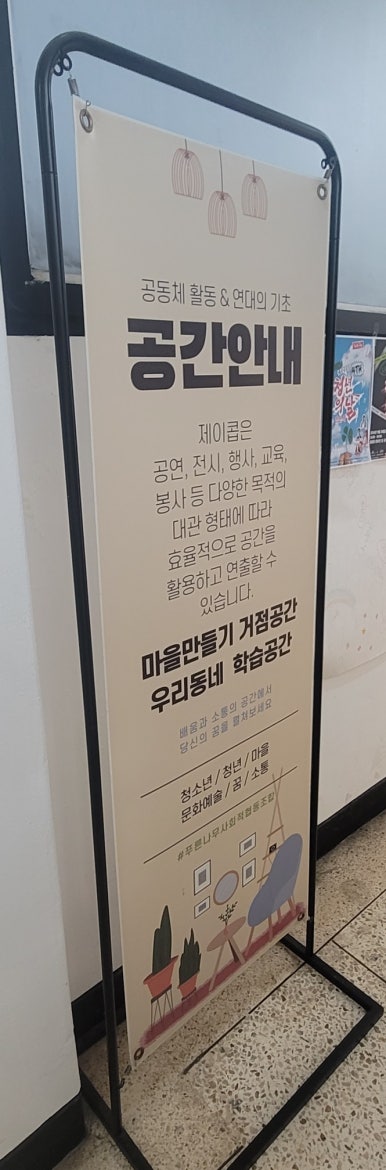 공동체 활동 & 연대의 기초
공간안내
제이콥은
공연, 전시, 행사, 교육,
봉사 등 다양한 목적의
대관 형태에 따라
효율적으로 공간을
활용하고 연출할 수
있습니다.
마을만들기 거점공간
우리동네 학습공간
배움과 소통의 공간에서
당신의 꿈을 펼쳐보세요
청소년 / 청년 / 마을
문화예술 / 꿈 / 소통
#푸른나무사회적협동조합